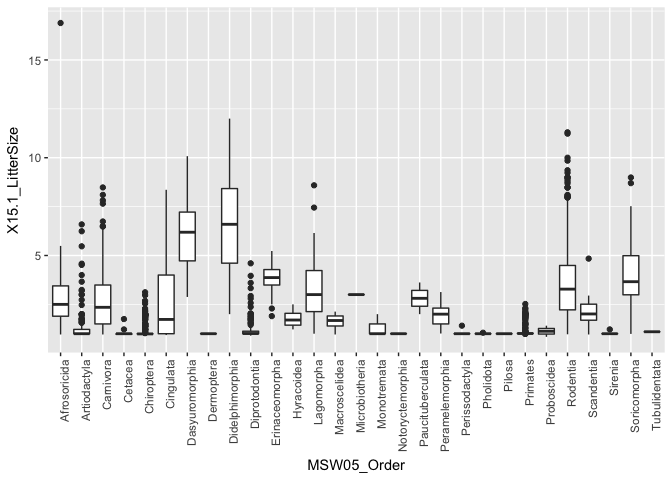 X15.1_LitterSize
15
10
5
Afrosoricida
Artiodactyla
Carnivora
Cetacea
Chiroptera
Cingulata
Dasyuromorphia
Dermoptera
Didelphimorphia
Diprotodontia
Erinaceomorpha
Hyracoidea
Lagomorpha
Macroscelidea
Microbiotheria
Monotremata
Notoryctemorphia
Paucituberculata
Peramelemorphia
Perissodactyla
Pholidota
Pilosa
Primates
Proboscidea
Rodentia
Scandentia
Sirenia
Soricomorpha
Tubulidentata
MSW05_Order